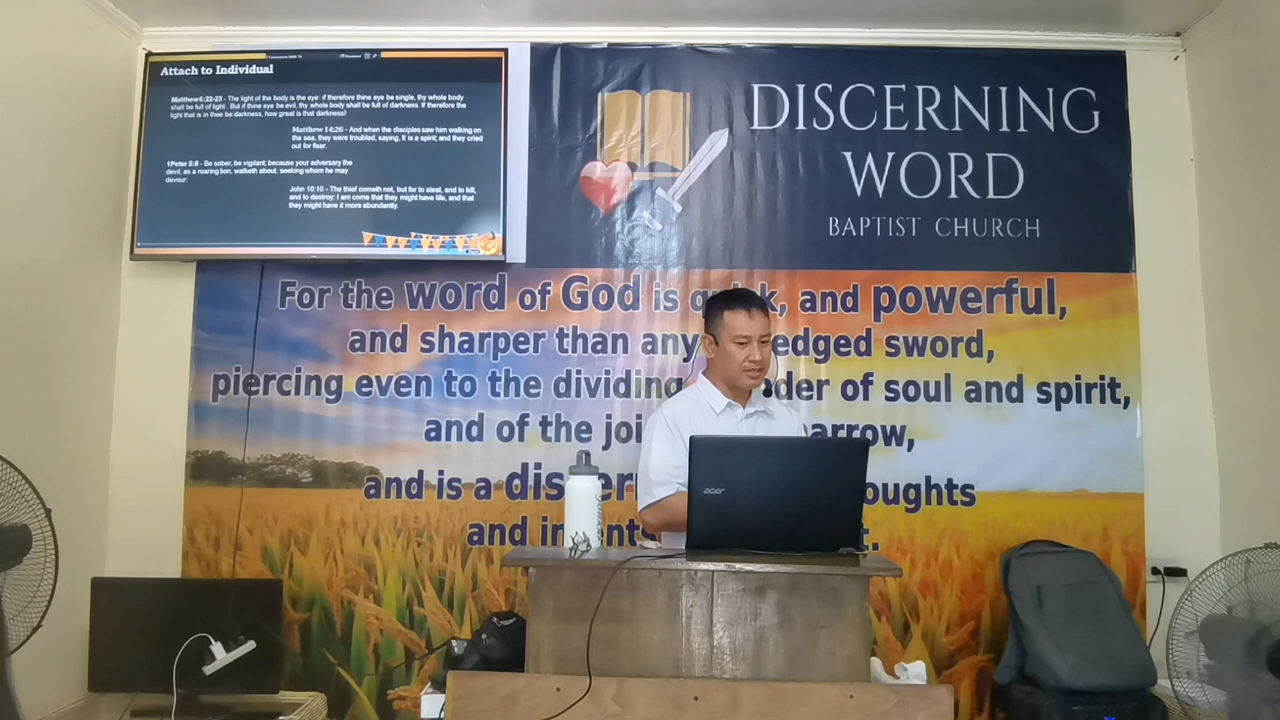 Attach to Individual
Matthew 6:22-23 - The light of the body is the eye: if therefore thine eye be single, thy whole body
shall be full of light. But if thine eye be evil, thy whole body shall be full of darkness. If therefore the
light that is in thee be darkness, how great is that darkness!
Matthew 14:26 - And when the disciples saw him walking on
the sea, they were troubled, saying, It is a spirit; and they cried
out for fear.
1Peter 5:8 - Be sober, be vigilant; because your adversary the
devil, as a roaring lion, walketh about, seeking whom he may
devour:
John 10:10 - The thief cometh not, but for to steal, and to kill,
and to destroy: I am come that they might have life, and that
they might have it more abundantly.
DISCERNING
WORD
BAPTIST CHURCH
For the word of God is and powerful,
and sharper than any edged sword,
piercing even to the dividing of soul and spirit,
and of the
and is a
and
acer